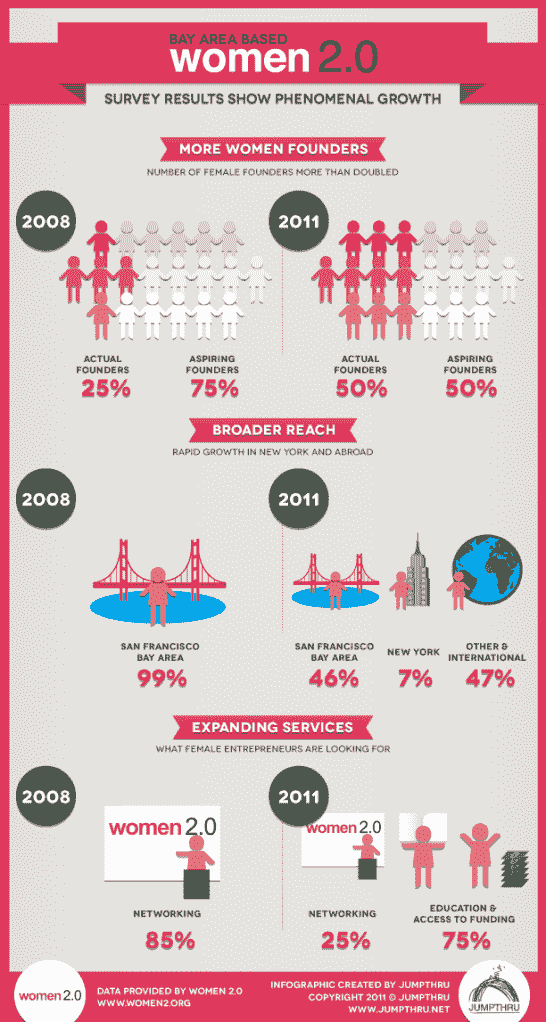 BAY AREA BASED
women 2.0
SURVEY RESULTS SHOW PHENOMENAL GROWTH
MORE WOMEN FOUNDERS
NUMBER OF FEMALE FOUNDERS MORE THAN DOUBLED
2008
ACTUAL
FOUNDERS
25%
ASPIRING
FOUNDERS
75%
2011
ACTUAL
FOUNDERS
50%
ASPIRING
FOUNDERS
50%
BROADER REACH
RAPID GROWTH IN NEW YORK AND ABROAD
2008
SAN FRANCISCO
BAY AREA
99%
2011
SAN FRANCISCO
BAY AREA
46%
NEW YORK
7%
OTHER &
INTERNATIONAL
47%
EXPANDING SERVICES
WHAT FEMALE ENTREPRENEURS ARE LOOKING FOR
2008
women 2.0
NETWORKING
85%
2011
women 2.0
NETWORKING
25%
EDUCATION &
ACCESS TO FUNDING
75%
women 2.0
DATA PROVIDED BY WOMEN 2.0
WWW.WOMEN2.ORG
INFOGRAPHIC CREATED BY JUMPTHRU
COPYRIGHT 2011 © JUMPTHRU
WWW.JUMPTHRU.NET
JUMPTHRU